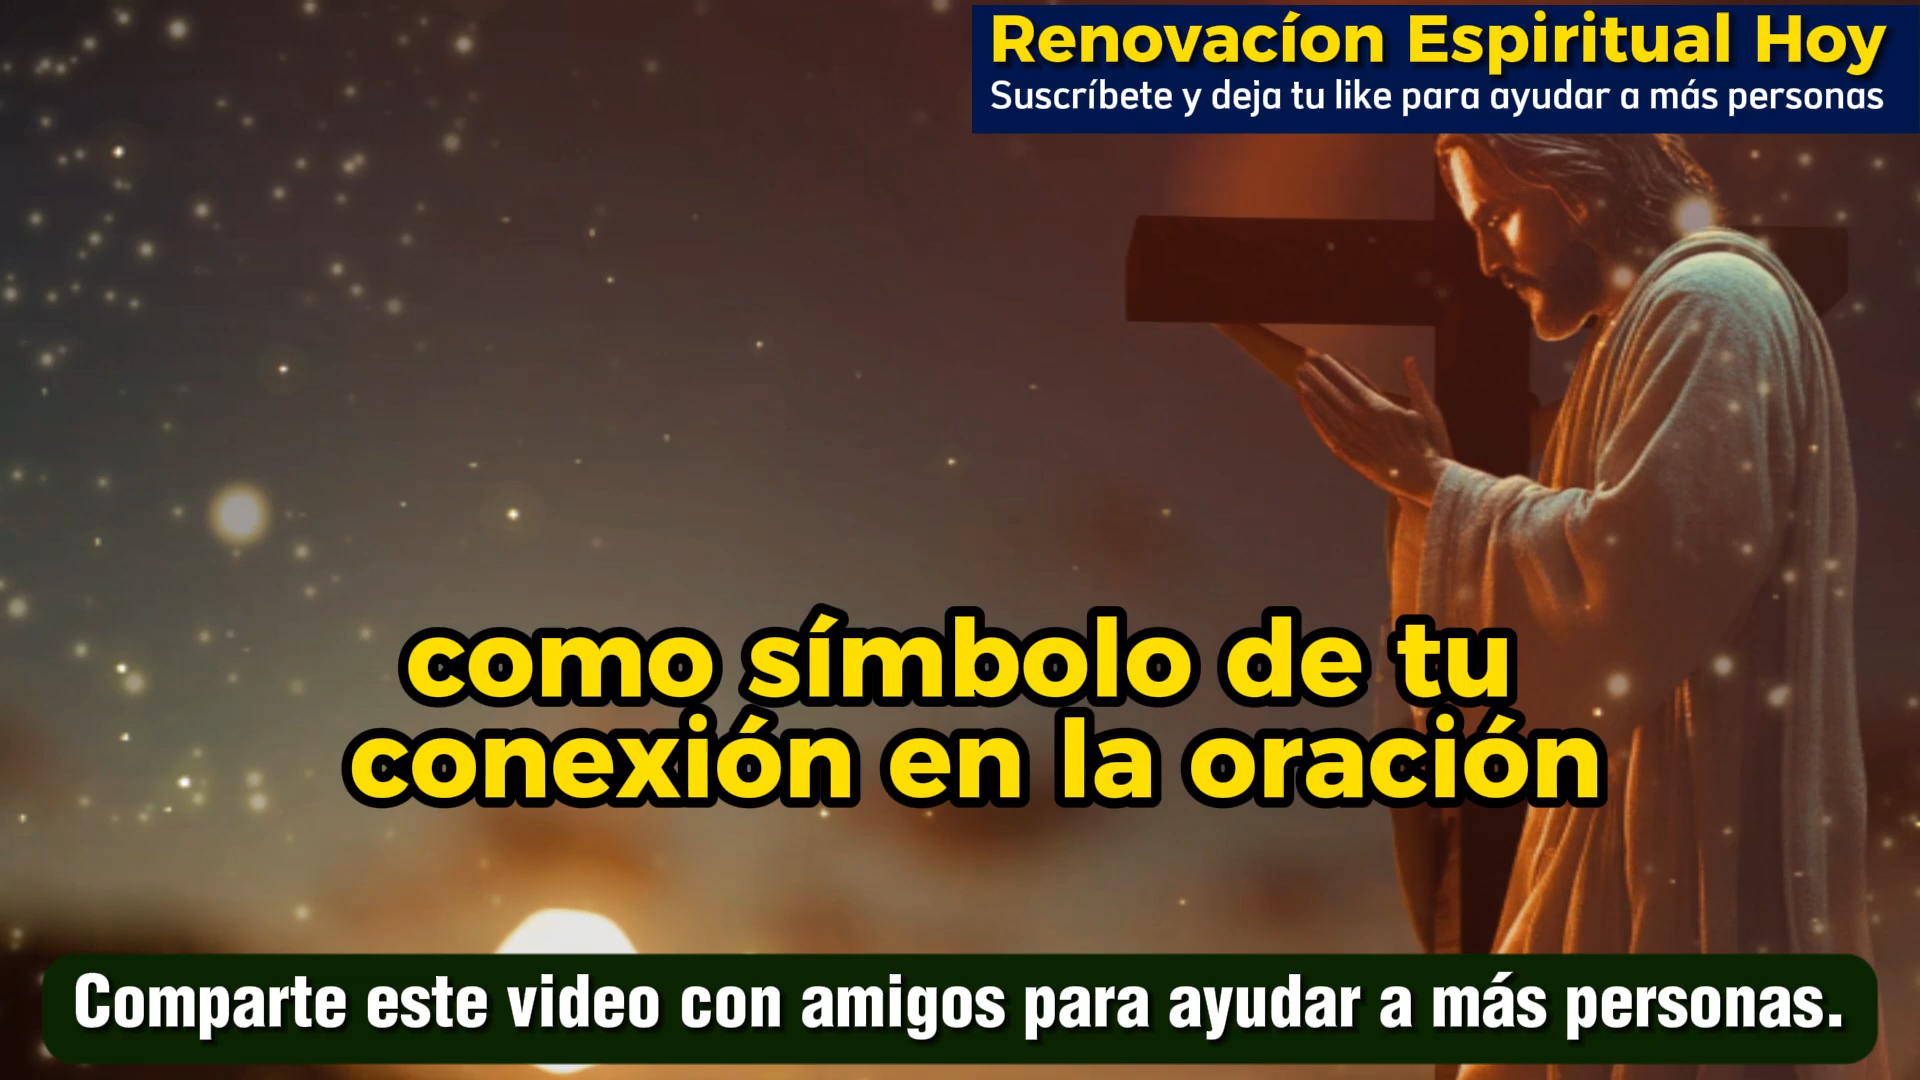 Renovacíon Espiritual Hoy
Suscríbete y deja tu like para ayudar a más personas
como símbolo de tu
conexión en la oración
Comparte este video con amigos para ayudar a más personas.